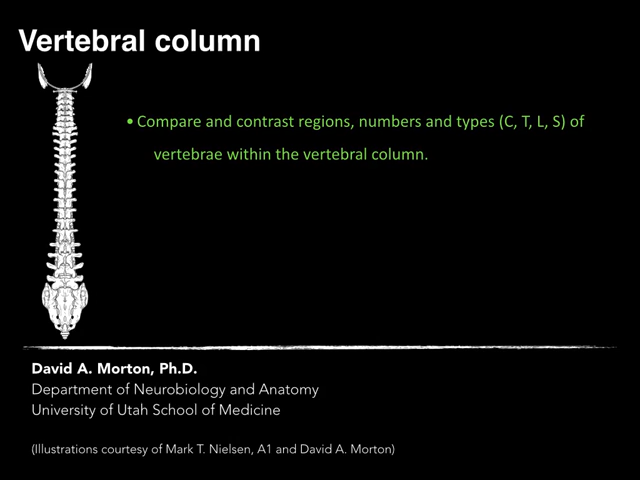 Vertebral column
• Compare and contrast regions, numbers and types (C, T, L, S) of
vertebrae within the vertebral column.
David A. Morton, Ph.D.
Department of Neurobiology and Anatomy
University of Utah School of Medicine
(Illustrations courtesy of Mark T. Nielsen, A1 and David A. Morton)